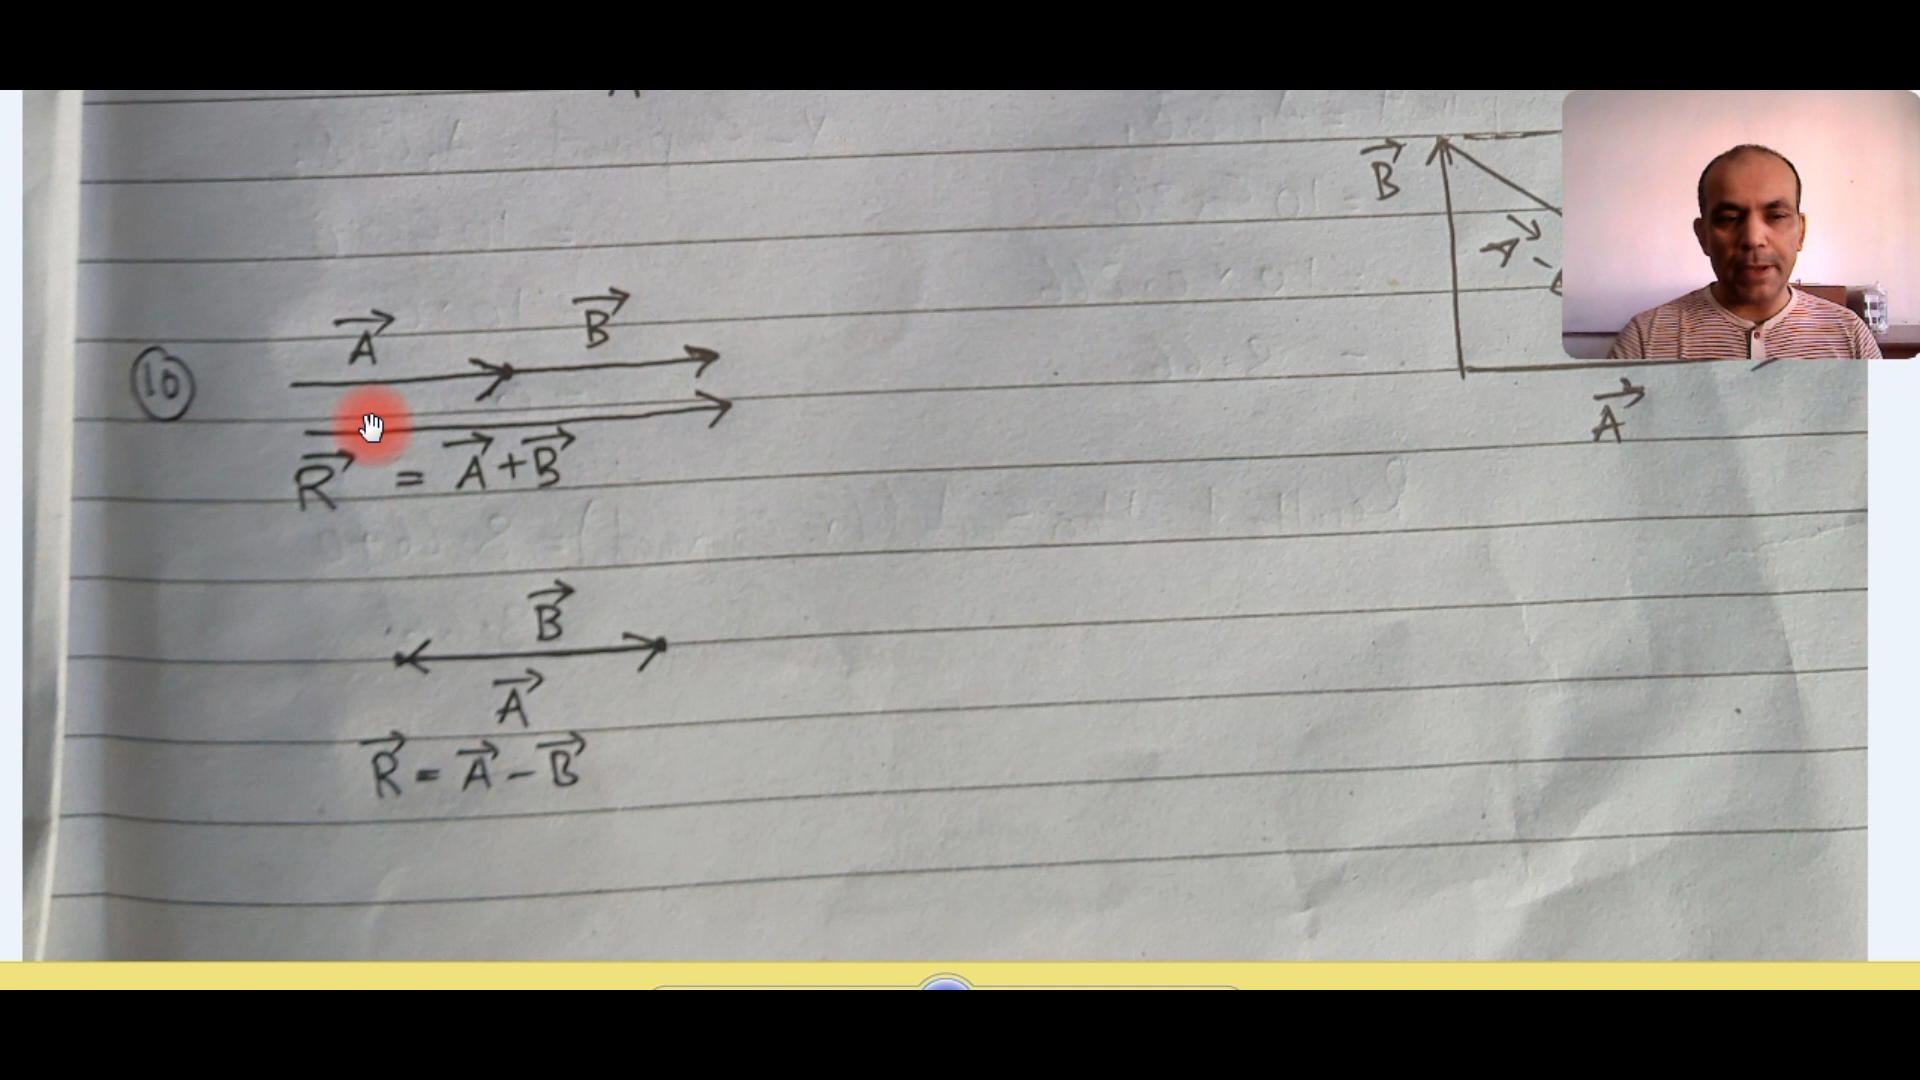 B⃗
A⃗ -
A⃗
10
A⃗ B⃗
R⃗ = A⃗ + B⃗
B⃗
A⃗
R⃗ = A⃗ - B⃗